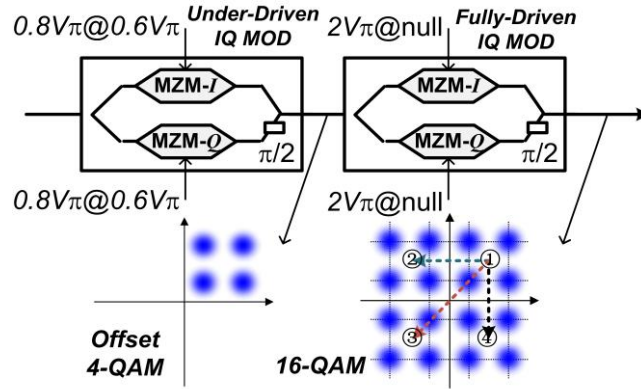 Under-Driven
IQ MOD
Fully-Driven
IQ MOD
0.8Vπ@0.6Vπ
2Vπ@null
MZM-I
MZM-I
MZM-Q
MZM-Q
π/2
π/2
0.8Vπ@0.6Vπ
2Vπ@null
② ①
③ ④
Offset
4-QAM
16-QAM